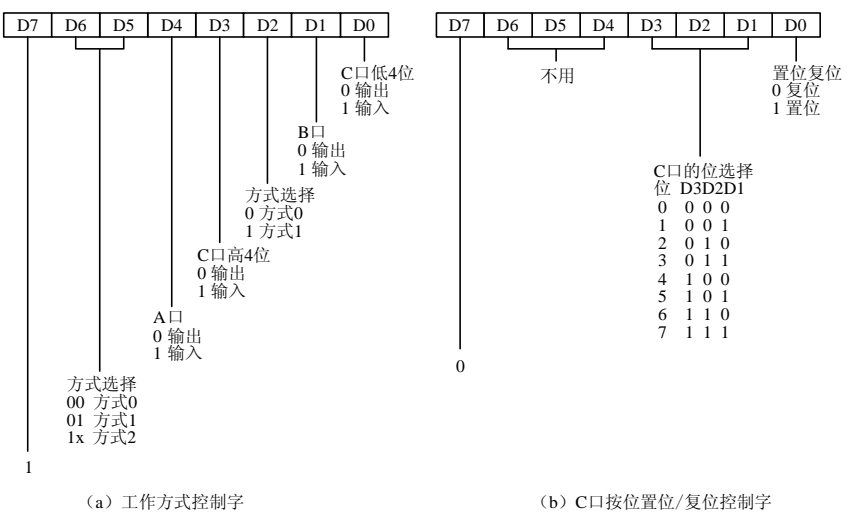 D7 D6 D5 D4 D3 D2 D1 D0
C口低4位
0 输出
1 输入
B口
0 输出
1 输入
方式选择
0 方式0
1 方式1
C口高4位
0 输出
1 输入
A口
0 输出
1 输入
方式选择
00 方式0
01 方式1
1x 方式2
1
（a）工作方式控制字
D7 D6 D5 D4 D3 D2 D1 D0
不用
置位复位
0 复位
1 置位
C口的位选择
位 D3D2D1
0 0 0 0
1 0 0 1
2 0 1 0
3 0 1 1
4 1 0 0
5 1 0 1
6 1 1 0
7 1 1 1
0
（b）C口按位置位/复位控制字